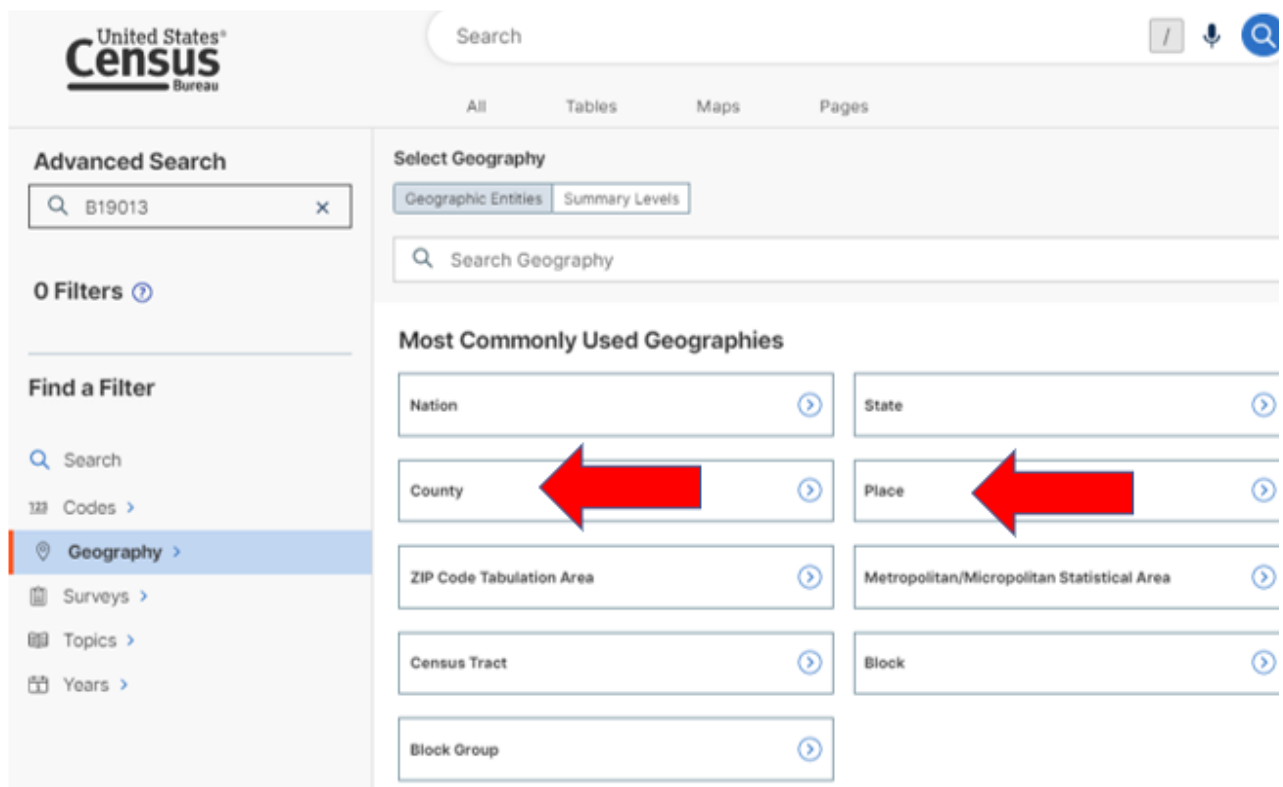 United States®
Census
Bureau
Search
/
All Tables Maps Pages
Advanced Search
B19013
0 Filters ?
Find a Filter
Search
123 Codes
Geography
Surveys
Topics
1 Years
Select Geography
Geographic Entities Summary Levels
Search Geography
Most Commonly Used Geographies
Nation
State
County
Place
ZIP Code Tabulation Area
Metropolitan/Micropolitan Statistical Area
Census Tract
Block
Block Group